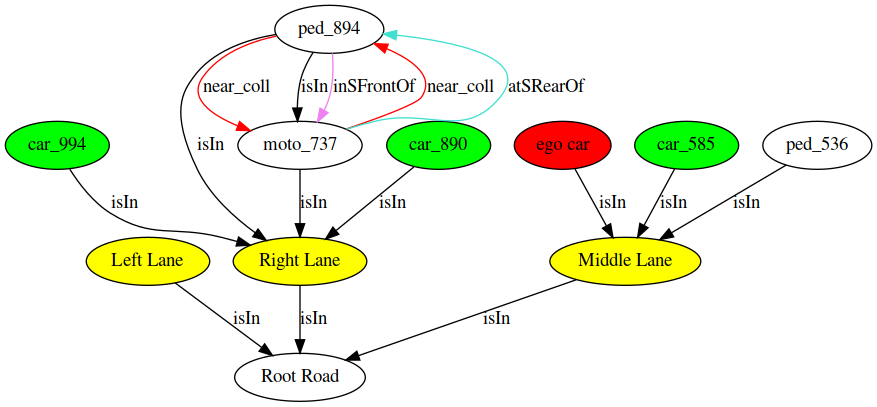 ped_894
near_coll
isIn
inSFrontOf
near_coll
atSRearOf
isIn
car_994
moto_737
car_890
ego car
car_585
ped_536
isIn
isIn
isIn
isIn
isIn
isIn
Left Lane
Right Lane
Middle Lane
isIn
isIn
isIn
Root Road